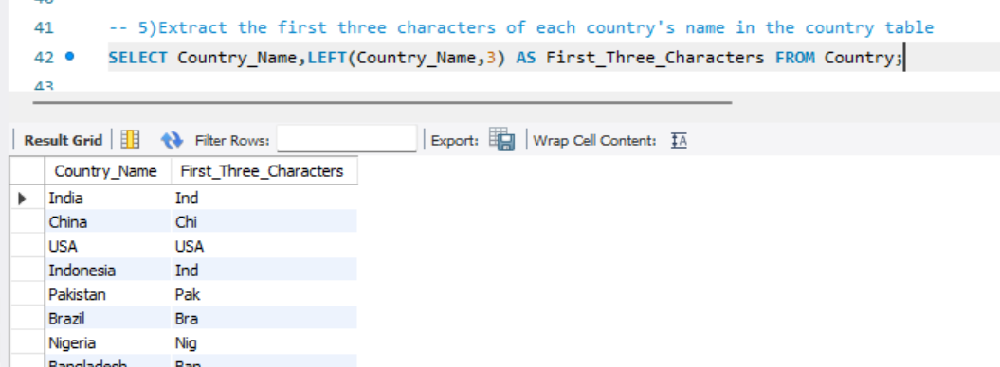 41 -- 5)Extract the first three characters of each country's name in the country table
42 SELECT Country_Name,LEFT(Country_Name,3) AS First_Three_Characters FROM Country;
43
Result Grid Filter Rows: Export: Wrap Cell Content:
Country_Name First_Three_Characters
India Ind
China Chi
USA USA
Indonesia Ind
Pakistan Pak
Brazil Bra
Nigeria Nig
Bangladesh Ban